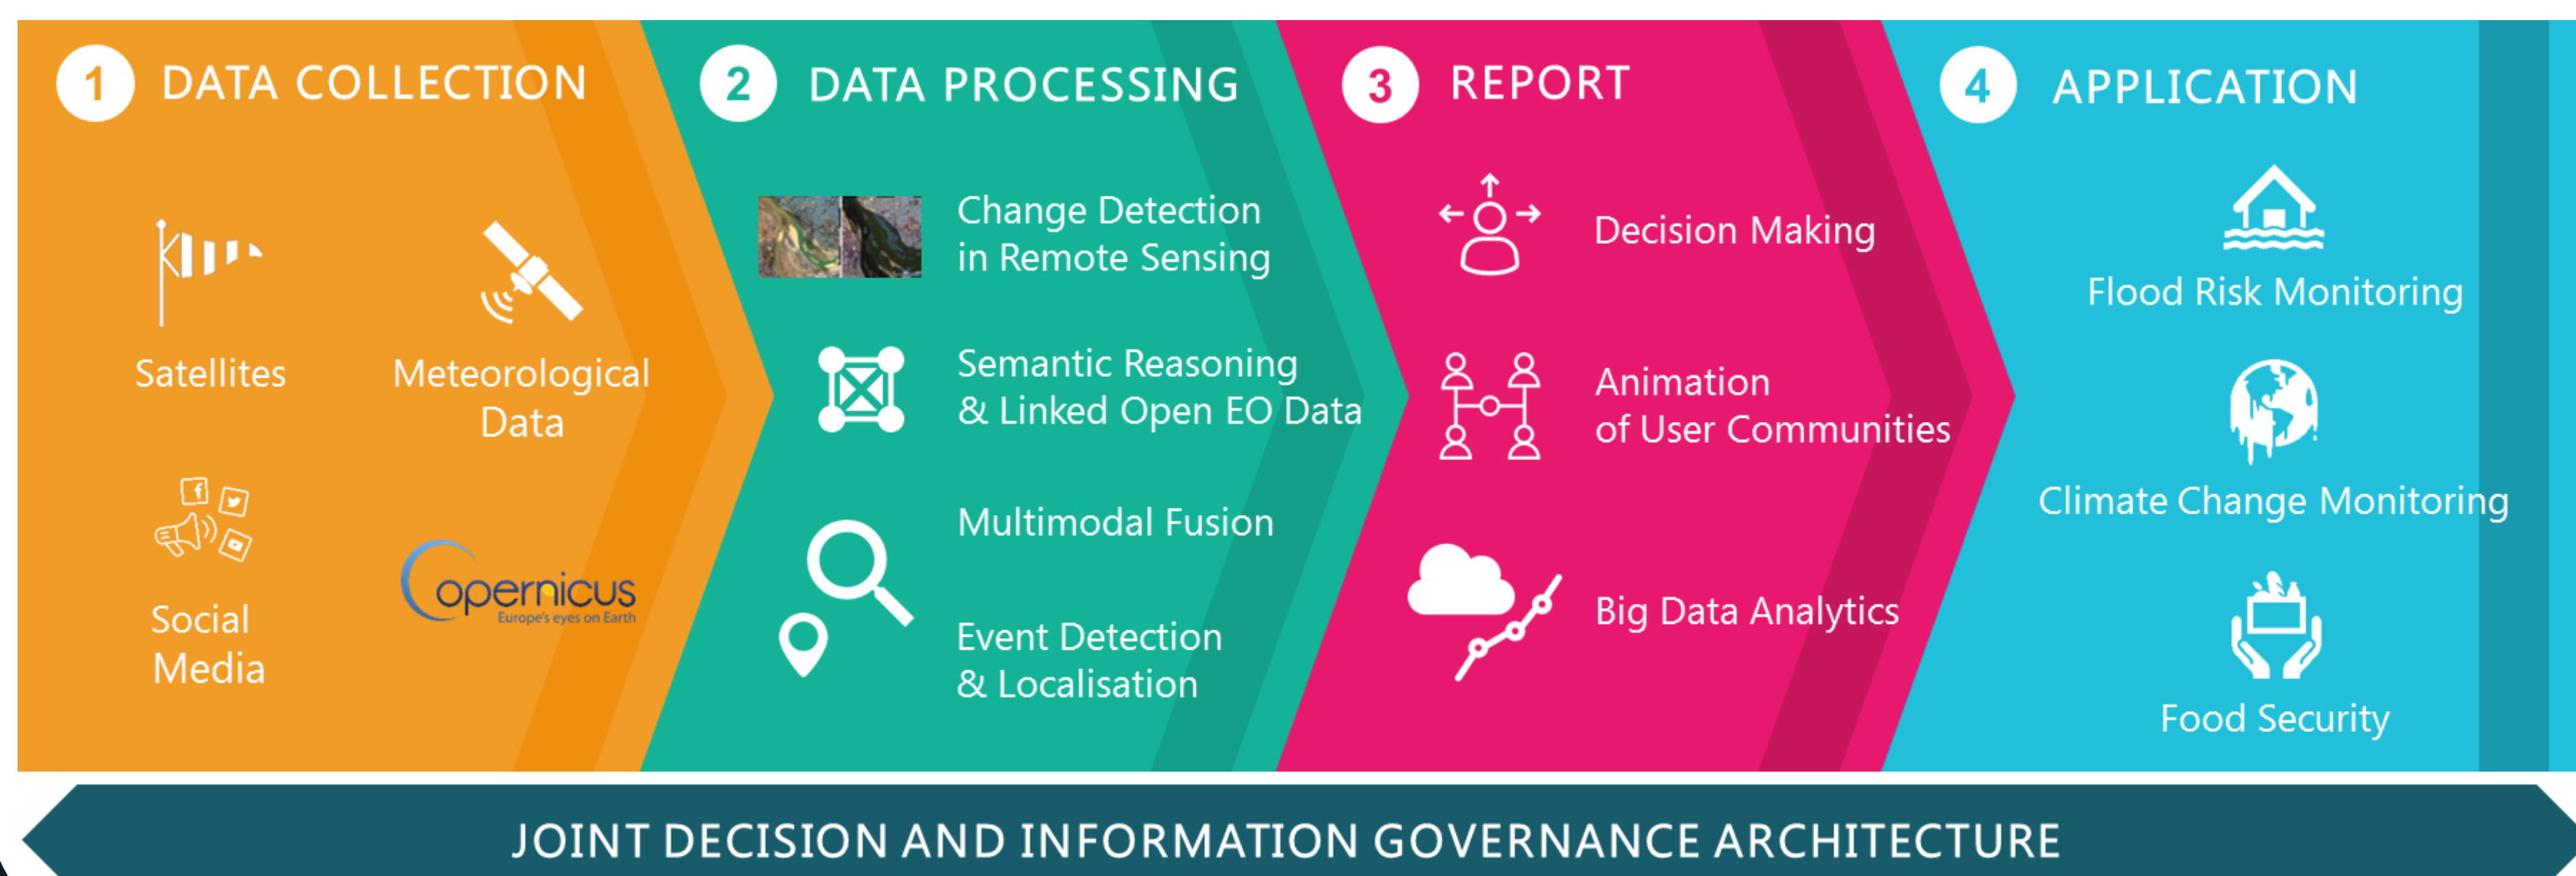 1 DATA COLLECTION
Satellites
Meteorological
Data
Social
Media
Copernicus
Europe's eyes on Earth
2 DATA PROCESSING
Change Detection
in Remote Sensing
Semantic Reasoning
& Linked Open EO Data
Multimodal Fusion
Event Detection
& Localisation
3 REPORT
Decision Making
Animation
of User Communities
Big Data Analytics
4 APPLICATION
Flood Risk Monitoring
Climate Change Monitoring
Food Security
JOINT DECISION AND INFORMATION GOVERNANCE ARCHITECTURE